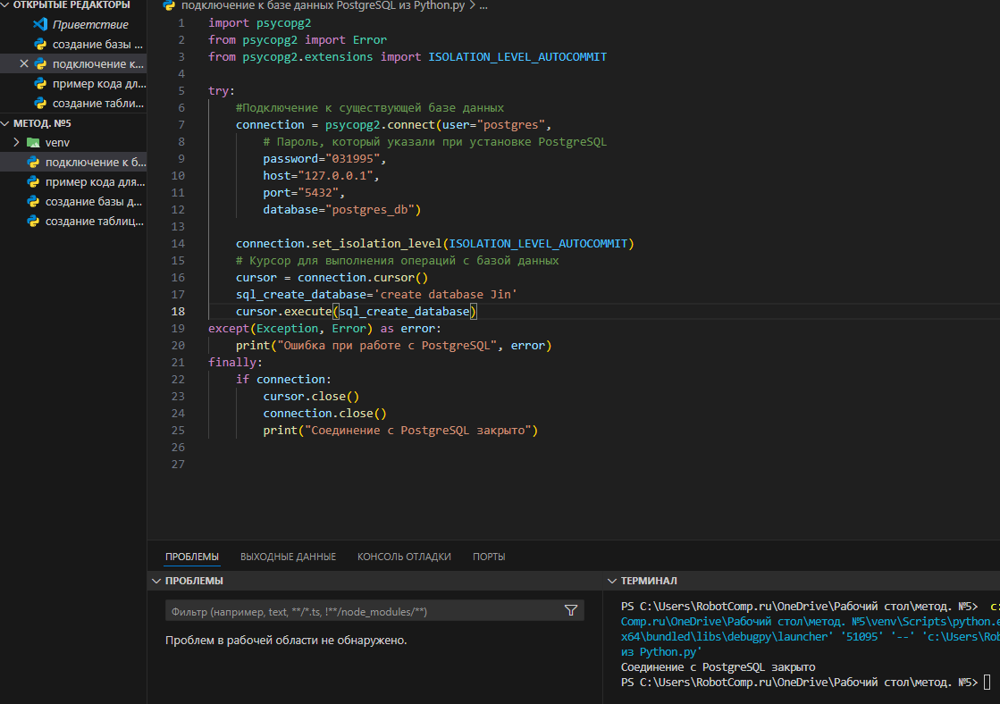 ОТКРЫТЫЕ РЕДАКТОРЫ
Приветствие
создание базы ...
подключение к...
пример кода дл...
создание табли...
МЕТОД. №5
venv
подключение к б...
пример кода для...
создание базы д...
создание таблиц...
подключение к базе данных PostgreSQL из Python.py > ...
1 import psycopg2
2 from psycopg2 import Error
3 from psycopg2.extensions import ISOLATION_LEVEL_AUTOCOMMIT
4
5 try:
6 #Подключение к существующей базе данных
7 connection = psycopg2.connect(user="postgres",
8 # Пароль, который указали при установке PostgreSQL
9 password="031995",
10 host="127.0.0.1",
11 port="5432",
12 database="postgres_db")
13
14 connection.set_isolation_level(ISOLATION_LEVEL_AUTOCOMMIT)
15 # Курсор для выполнения операций с базой данных
16 cursor = connection.cursor()
17 sql_create_database='create database Jin'
18 cursor.execute(sql_create_database)
19 except(Exception, Error) as error:
20 print("Ошибка при работе с PostgreSQL", error)
21 finally:
22 if connection:
23 cursor.close()
24 connection.close()
25 print("Соединение с PostgreSQL закрыто")
26
27
ПРОБЛЕМЫ ВЫХОДНЫЕ ДАННЫЕ КОНСОЛЬ ОТЛАДКИ ПОРТЫ
ПРОБЛЕМЫ
Фильтр (например, text, **/*.ts, !**/node_modules/**)
Проблем в рабочей области не обнаружено.
ТЕРМИНАЛ
PS C:\Users\RobotComp.ru\OneDrive\Рабочий стол\метод. №5> c:
Comp.ru\OneDrive\Рабочий стол\метод. №5\venv\Scripts\python.e
x64\bundled\libs\debugpy\launcher' '51095' '--' 'c:\Users\Rob
из Python.py'
Соединение с PostgreSQL закрыто
PS C:\Users\RobotComp.ru\OneDrive\Рабочий стол\метод. №5>